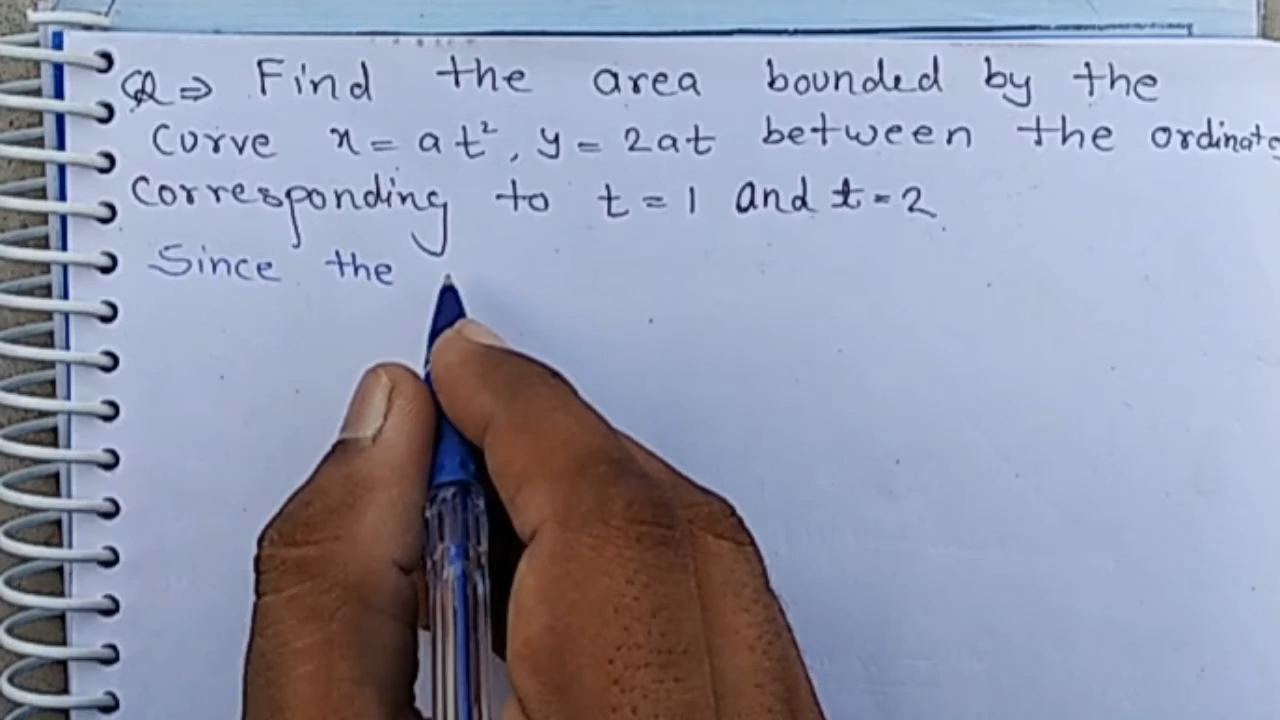 Q ⇒ Find the area bounded by the
Curve x = at², y = 2at between the ordinate
Corresponding to t = 1 and t = 2
Since the